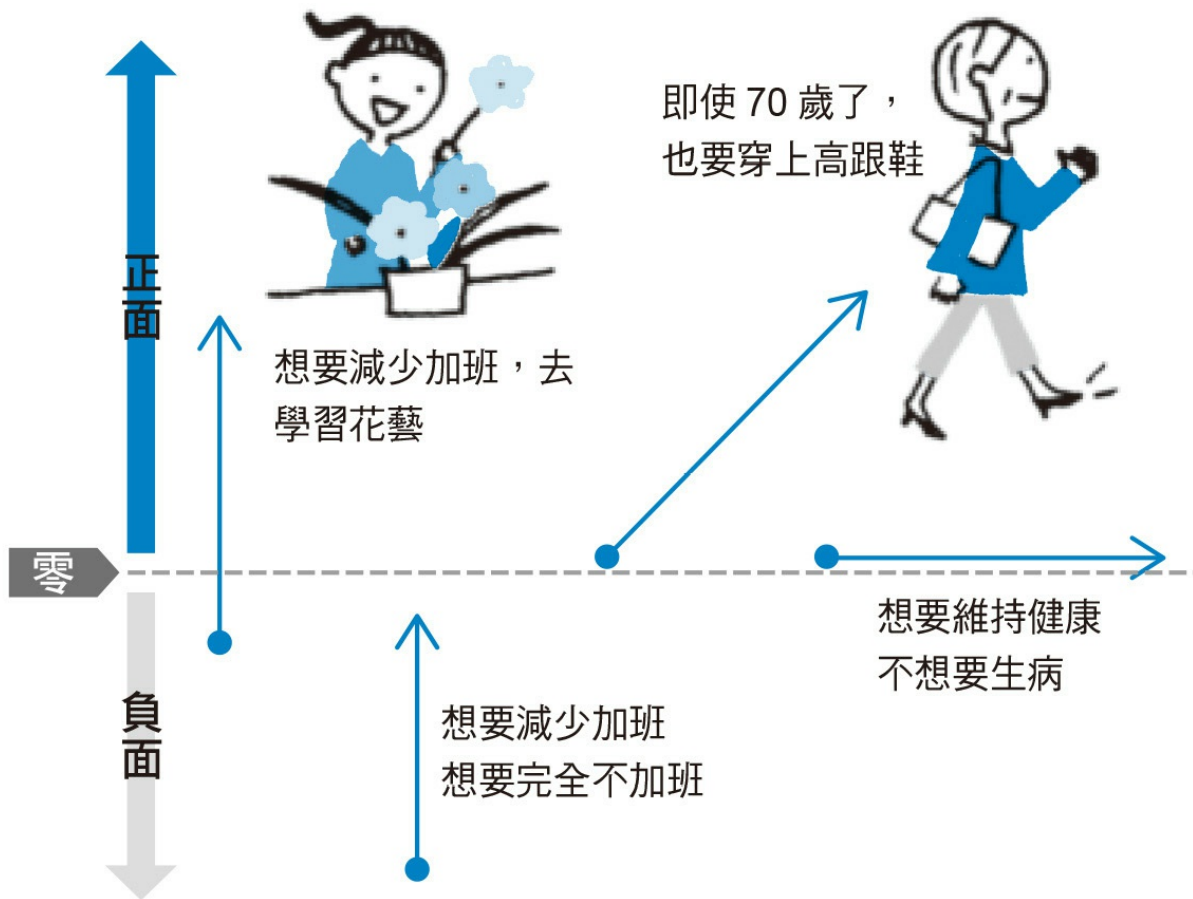 正面
即使 70 歲了，
也要穿上高跟鞋
想要減少加班，去
學習花藝
零
想要維持健康
不想要生病
負面
想要減少加班
想要完全不加班